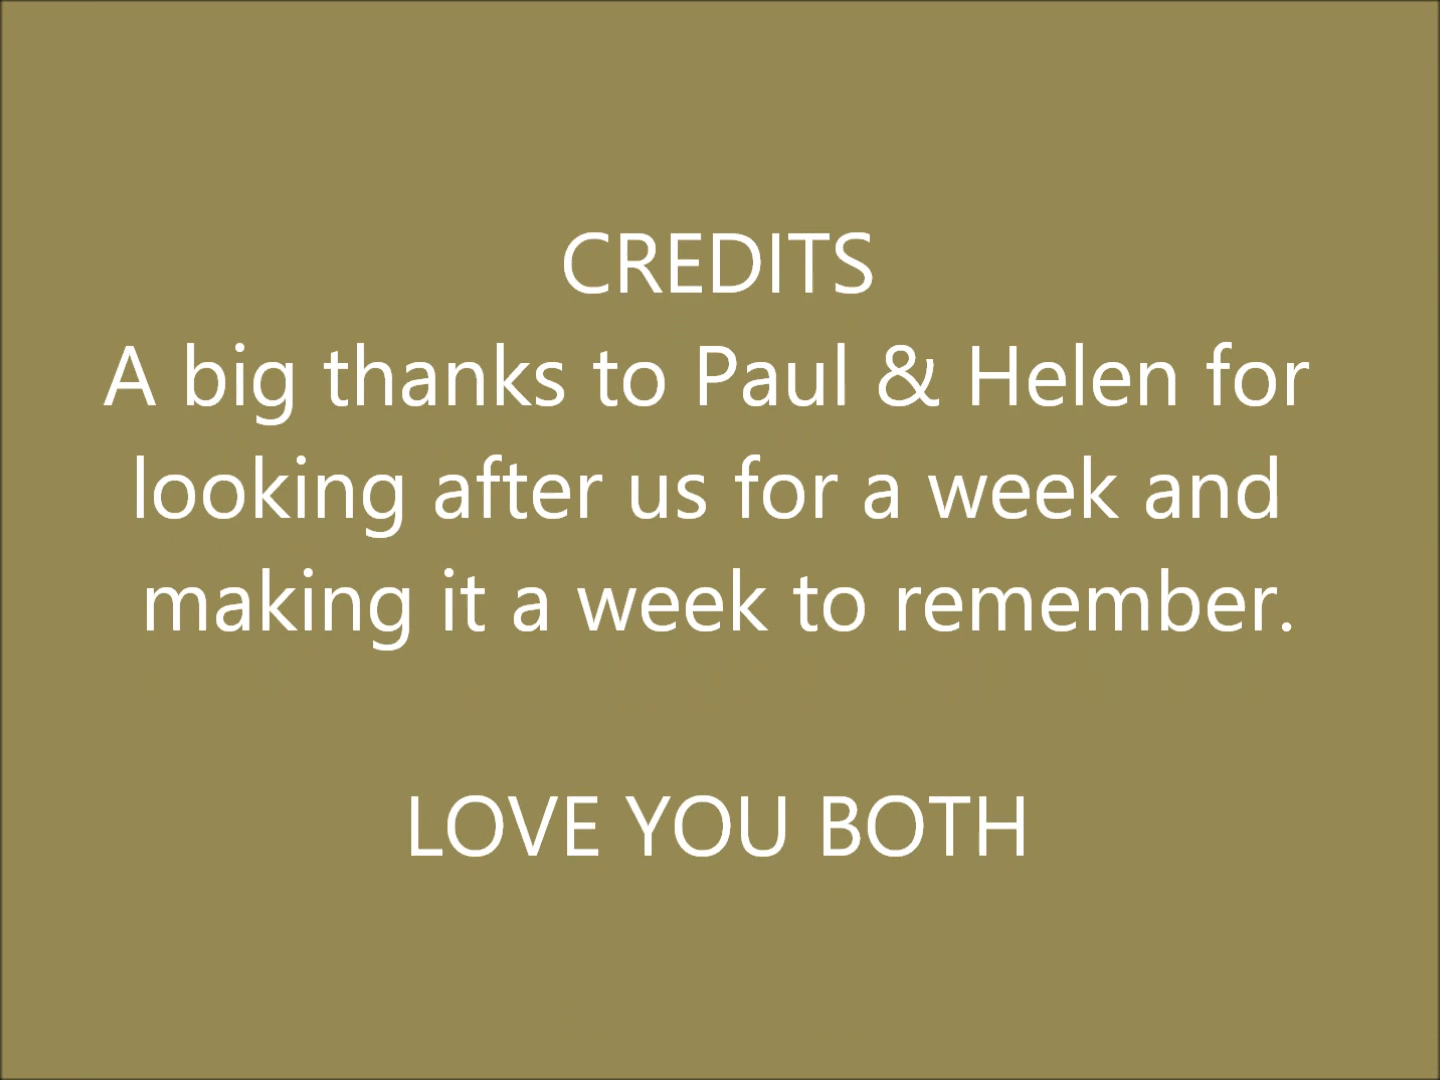 CREDITS
A big thanks to Paul & Helen for
looking after us for a week and
making it a week to remember.
LOVE YOU BOTH